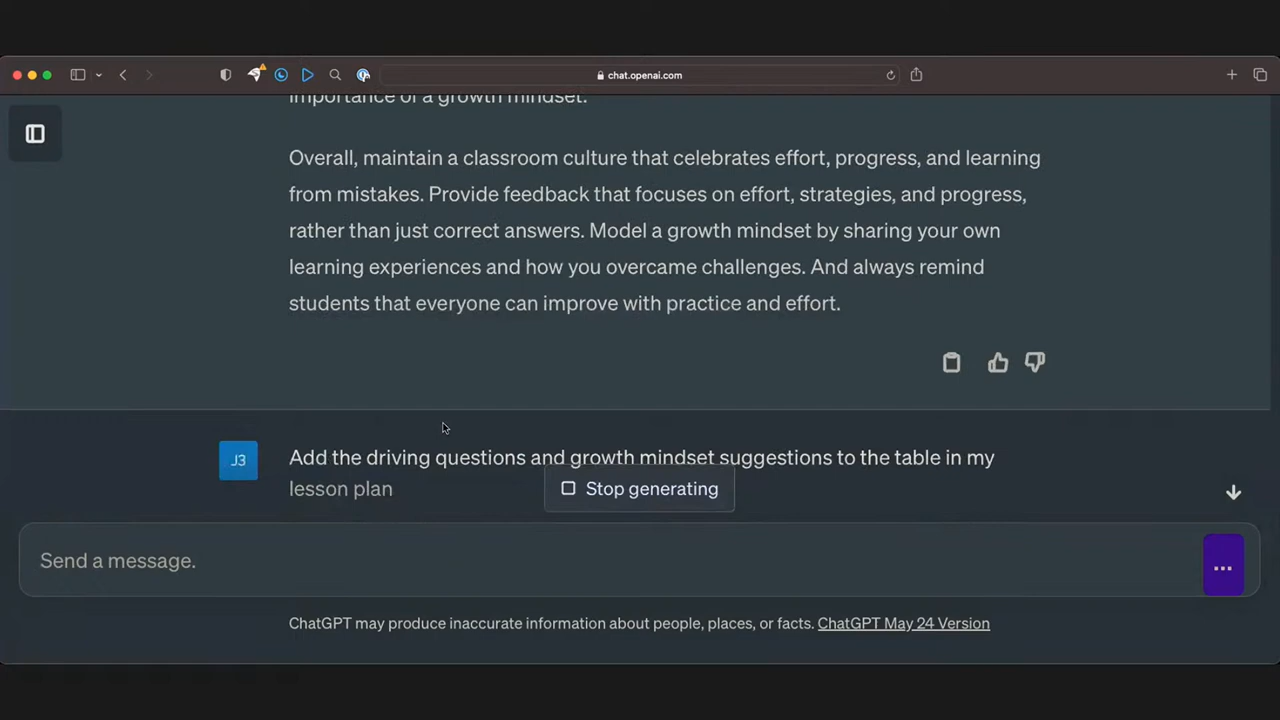 chat.openai.com
importance of a growth mindset.
Overall, maintain a classroom culture that celebrates effort, progress, and learning
from mistakes. Provide feedback that focuses on effort, strategies, and progress,
rather than just correct answers. Model a growth mindset by sharing your own
learning experiences and how you overcame challenges. And always remind
students that everyone can improve with practice and effort.
J3
Add the driving questions and growth mindset suggestions to the table in my
lesson plan
Stop generating
Send a message.
...
ChatGPT may produce inaccurate information about people, places, or facts. ChatGPT May 24 Version